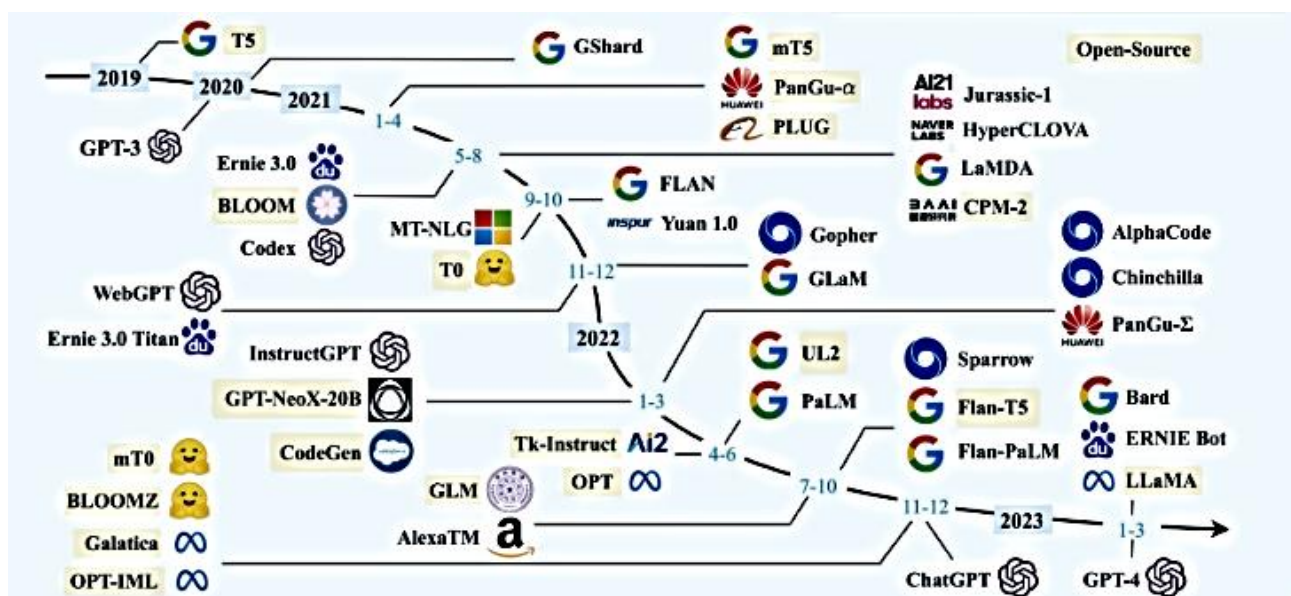 T5
GShard
mT5
Open-Source
2019
2020
2021
1-4
HUAWEI
PanGu-α
AI21
labs
Jurassic-1
PLUG
NAVER
LABS
HyperCLOVA
GPT-3
Ernie 3.0
du
5-8
LaMDA
9-10
FLAN
BLOOM
CPM-2
MT-NLG
inspur
Yuan 1.0
Codex
Gopher
AlphaCode
T0
11-12
GLaM
Chinchilla
WebGPT
Ernie 3.0 Titan
du
2022
HUAWEI
PanGu-Σ
InstructGPT
UL2
Sparrow
GPT-NeoX-20B
1-3
PaLM
Flan-T5
Bard
CodeGen
Tk-Instruct
Ai2
4-6
Flan-PaLM
du
ERNIE Bot
mT0
OPT
LLaMA
BLOOMZ
GLM
7-10
11-12
2023
1-3
Galatica
AlexaTM
a
OPT-IML
ChatGPT
GPT-4